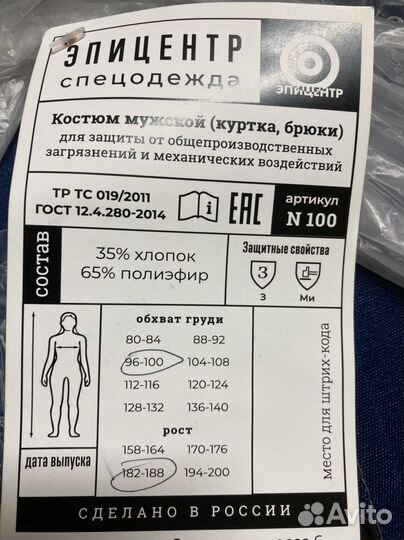 ЭПИЦЕНТР
спецодежда
ЭПИЦЕНТР
Костюм мужской (куртка, брюки)
для защиты от общепроизводственных
загрязнений и механических воздействий
ТР ТС 019/2011
ГОСТ 12.4.280-2014
i
EAC
артикул
N 100
состав
35% хлопок
65% полиэфир
Защитные свойства
З
З
Ми
обхват груди
80-84 88-92
96-100 104-108
112-116 120-124
128-132 136-140
рост
158-164 170-176
182-188 194-200
дата выпуска
место для штрих-кода
СДЕЛАНО В РОССИИ
Avito